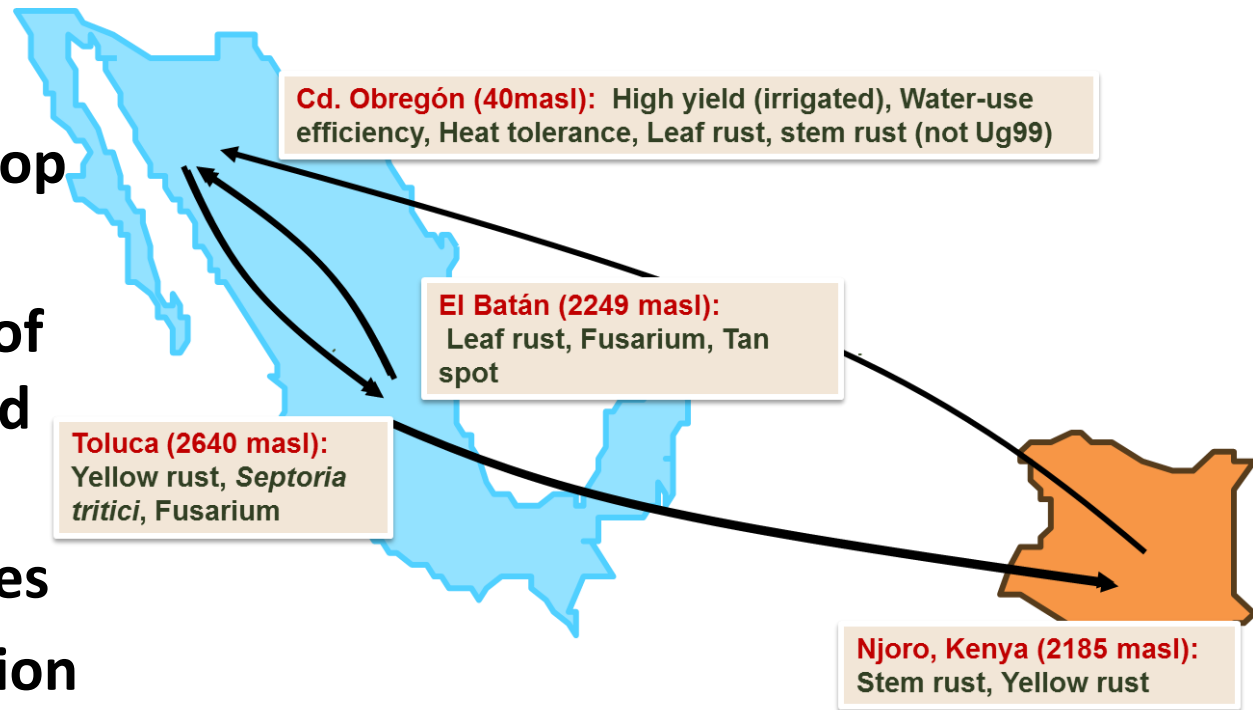 Cd. Obregón (40masl): High yield (irrigated), Water-use
efficiency, Heat tolerance, Leaf rust, stem rust (not Ug99)
op
El Batán (2249 masl):
Leaf rust, Fusarium, Tan
spot
of
d
Toluca (2640 masl):
Yellow rust, Septoria
tritici, Fusarium
es
Njoro, Kenya (2185 masl):
Stem rust, Yellow rust
ion